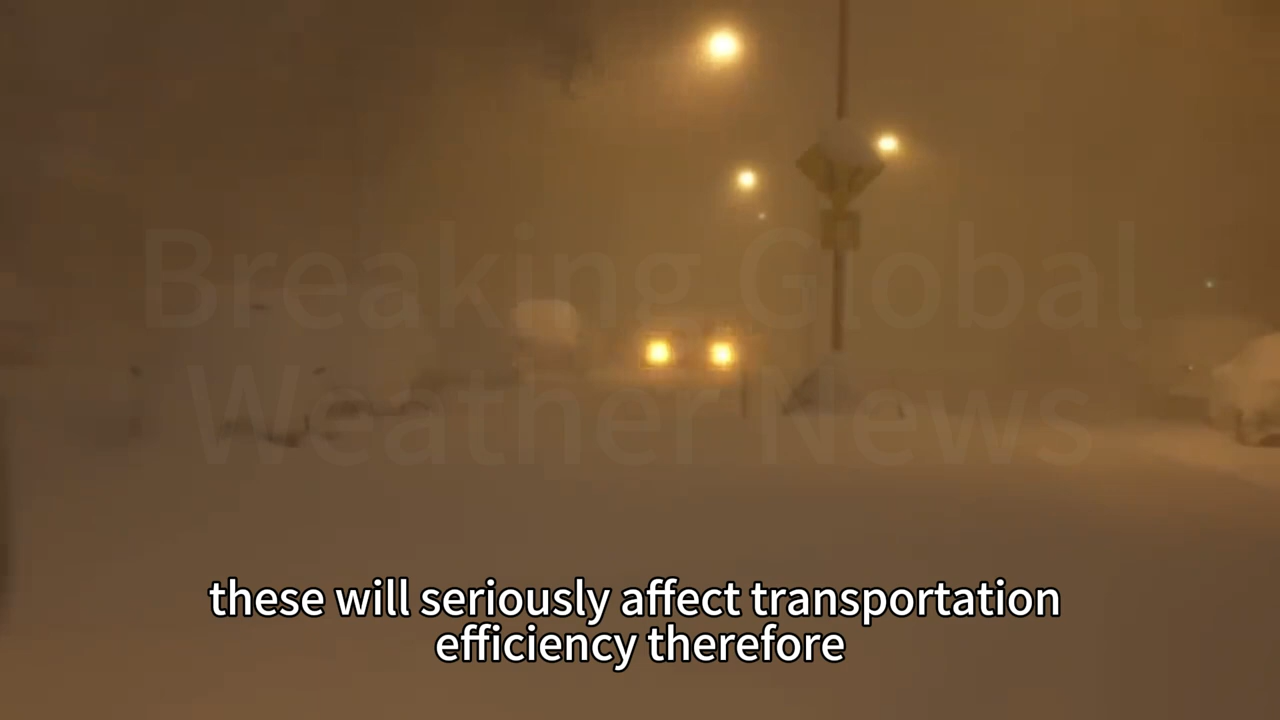 Breaking Global
Weather News
these will seriously affect transportation
efficiency therefore